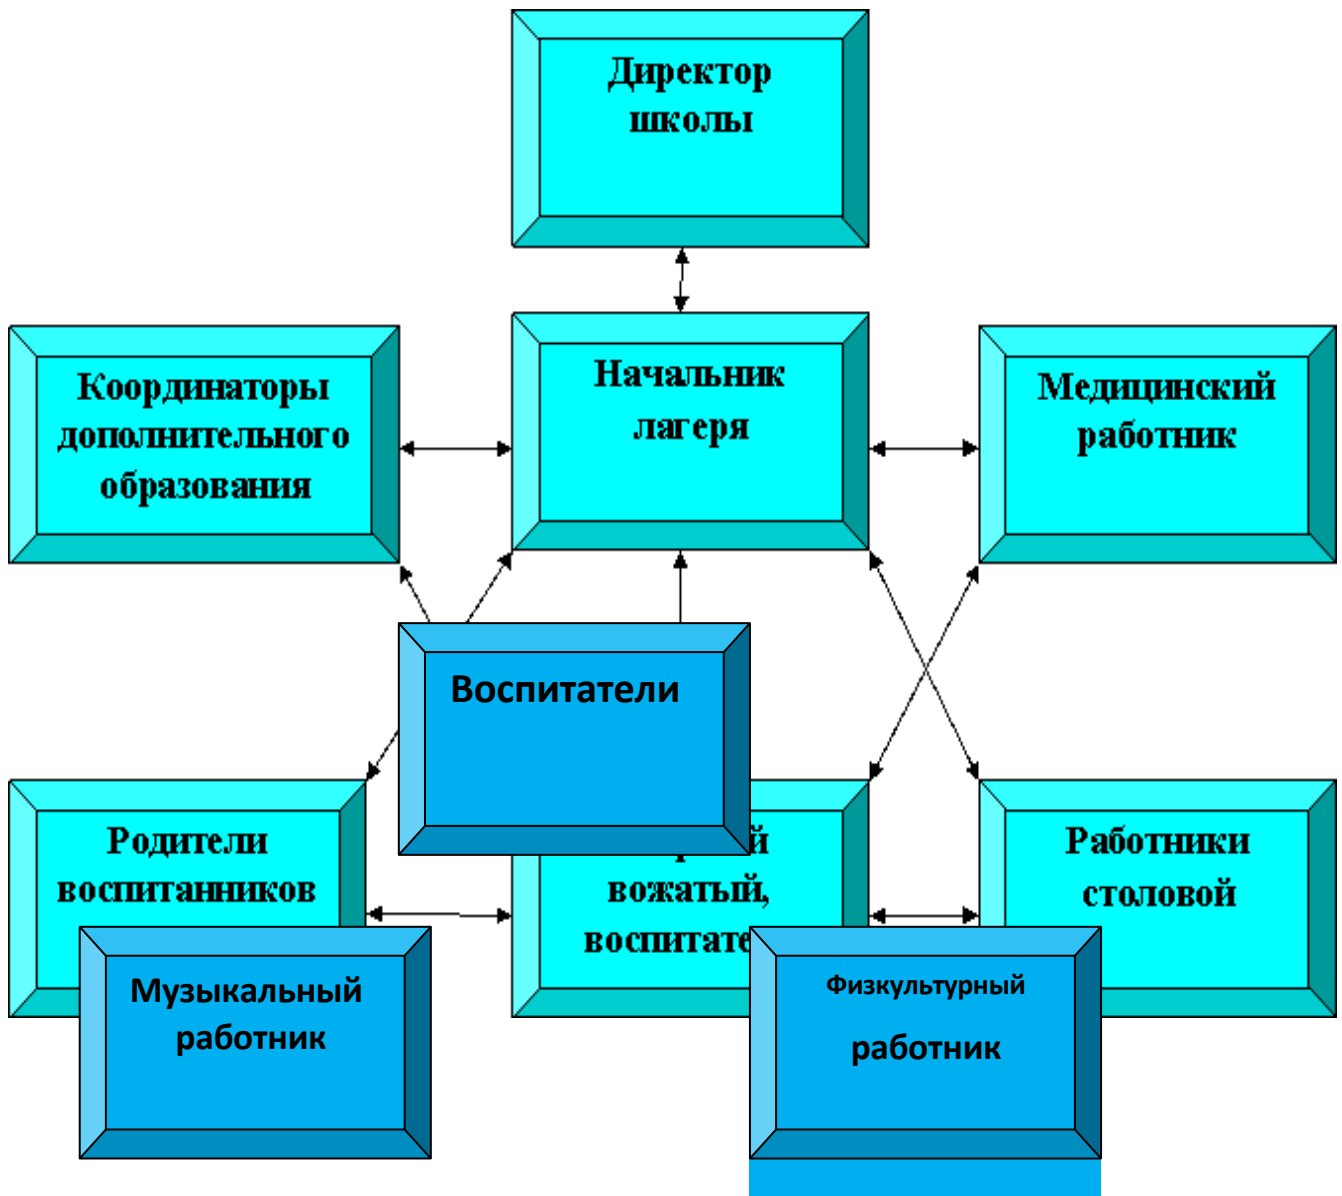 Директор
школы
Координаторы
дополнительного
образования
Начальник
лагеря
Медицинский
работник
Воспитатели
Родители
воспитанников
вожатый,
Работники
столовой
Музыкальный
работник
Физкультурный
работник